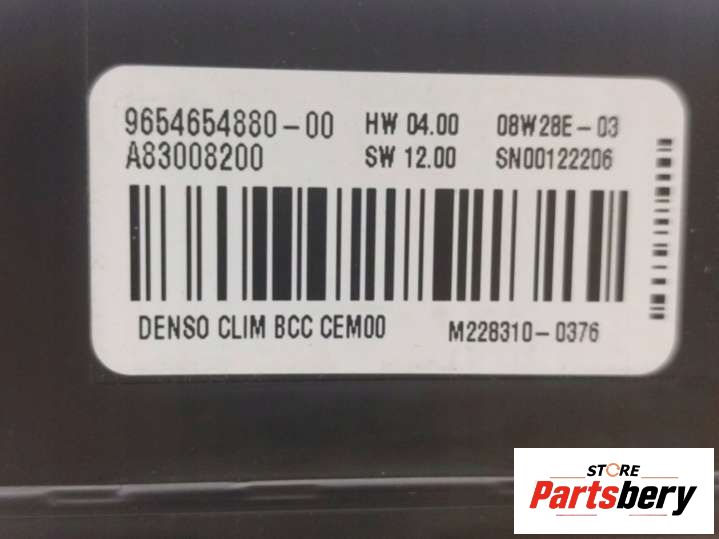 9654654880-00 HW 04.00 08W28E-03
A83008200 SW 12.00 SN00122206
DENSO CLIM BCC CEM00 M228310-0376
STORE
Partsbery